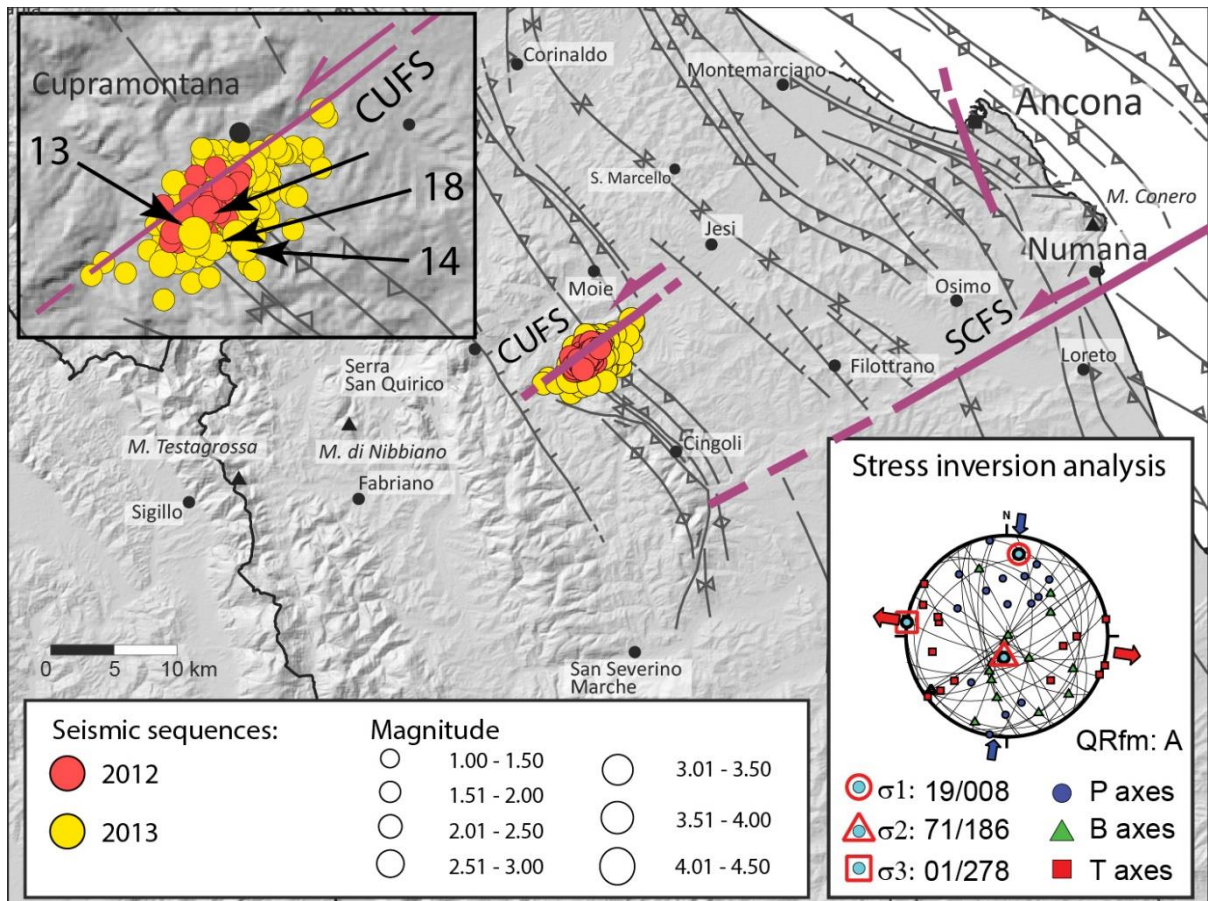 Cupramontana
CUFS
13
18
14
Corinaldo
Montemarciano
Ancona
S. Marcello
M. Conero
Jesi
Numana
Moie
Osimo
CUFS
SCFS
Serra
San Quirico
Filottrano
Loreto
M. Testagrossa
M. di Nibbiano
Cingoli
Sigillo
Fabriano
0
5
10 km
San Severino
Marche
Seismic sequences:
2012
2013
Magnitude
1.00 - 1.50
1.51 - 2.00
2.01 - 2.50
2.51 - 3.00
3.01 - 3.50
3.51 - 4.00
4.01 - 4.50
Stress inversion analysis
N
QRfm: A
σ1: 19/008
σ2: 71/186
σ3: 01/278
P axes
B axes
T axes